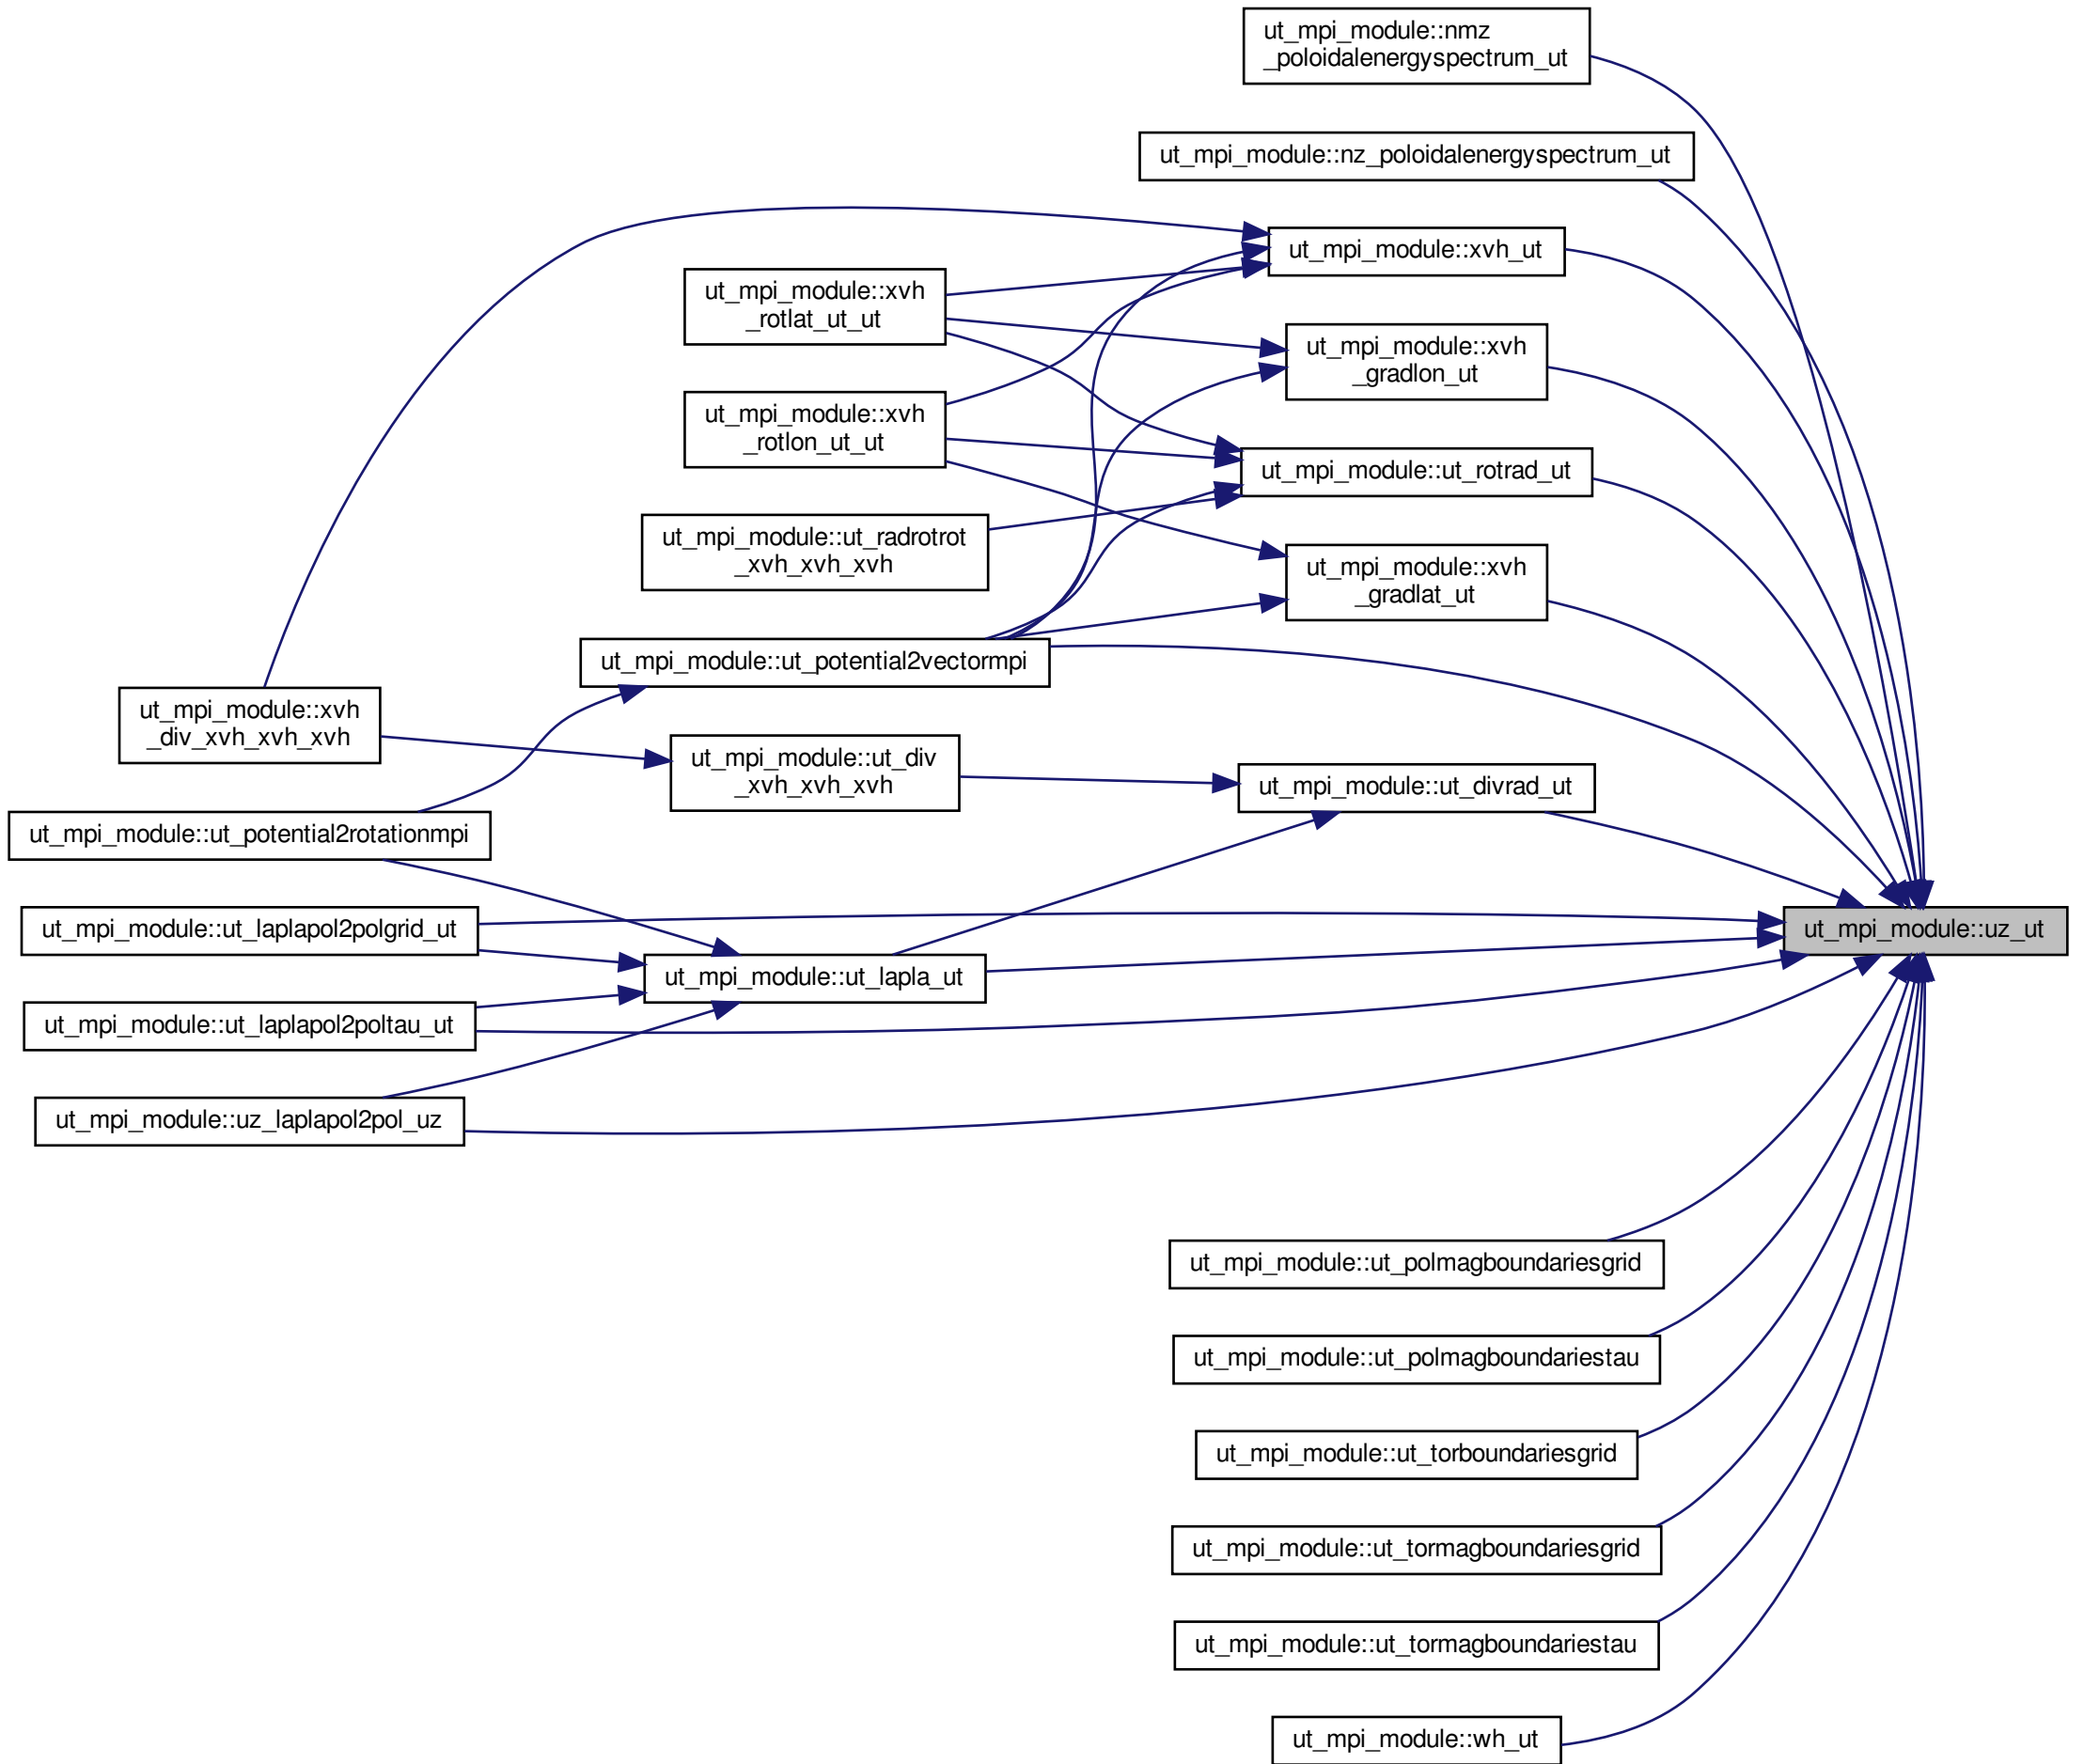 ut_mpi_module::nmz
_poloidalenergyspectrum_ut
ut_mpi_module::nz_poloidalenergyspectrum_ut
ut_mpi_module::xvh_ut
ut_mpi_module::xvh
_rotlat_ut_ut
ut_mpi_module::xvh
_gradlon_ut
ut_mpi_module::xvh
_rotlon_ut_ut
ut_mpi_module::ut_rotrad_ut
ut_mpi_module::ut_radrotrot
_xvh_xvh_xvh
ut_mpi_module::xvh
_gradlat_ut
ut_mpi_module::ut_potential2vectormpi
ut_mpi_module::xvh
_div_xvh_xvh_xvh
ut_mpi_module::ut_div
_xvh_xvh_xvh
ut_mpi_module::ut_divrad_ut
ut_mpi_module::ut_potential2rotationmpi
ut_mpi_module::ut_laplapol2polgrid_ut
ut_mpi_module::uz_ut
ut_mpi_module::ut_lapla_ut
ut_mpi_module::ut_laplapol2poltau_ut
ut_mpi_module::uz_laplapol2pol_uz
ut_mpi_module::ut_polmagboundariesgrid
ut_mpi_module::ut_polmagboundariestau
ut_mpi_module::ut_torboundariesgrid
ut_mpi_module::ut_tormagboundariesgrid
ut_mpi_module::ut_tormagboundariestau
ut_mpi_module::wh_ut